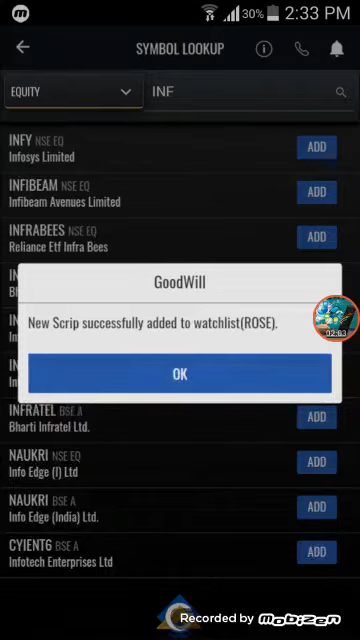 30% 2:33 PM
SYMBOL LOOKUP
EQUITY
INF
INFY NSE EQ
Infosys Limited
ADD
INFIBEAM NSE EQ
Infibeam Avenues Limited
ADD
INFRABEES NSE EQ
Reliance Etf Infra Bees
ADD
GoodWill
New Scrip successfully added to watchlist(ROSE).
OK
02:03
INFRATEL BSE A
Bharti Infratel Ltd.
ADD
NAUKRI NSE EQ
Info Edge (I) Ltd
ADD
NAUKRI BSE A
Info Edge (India) Ltd.
ADD
CYIENT6 BSE A
Infotech Enterprises Ltd
ADD
Recorded by Mobizen